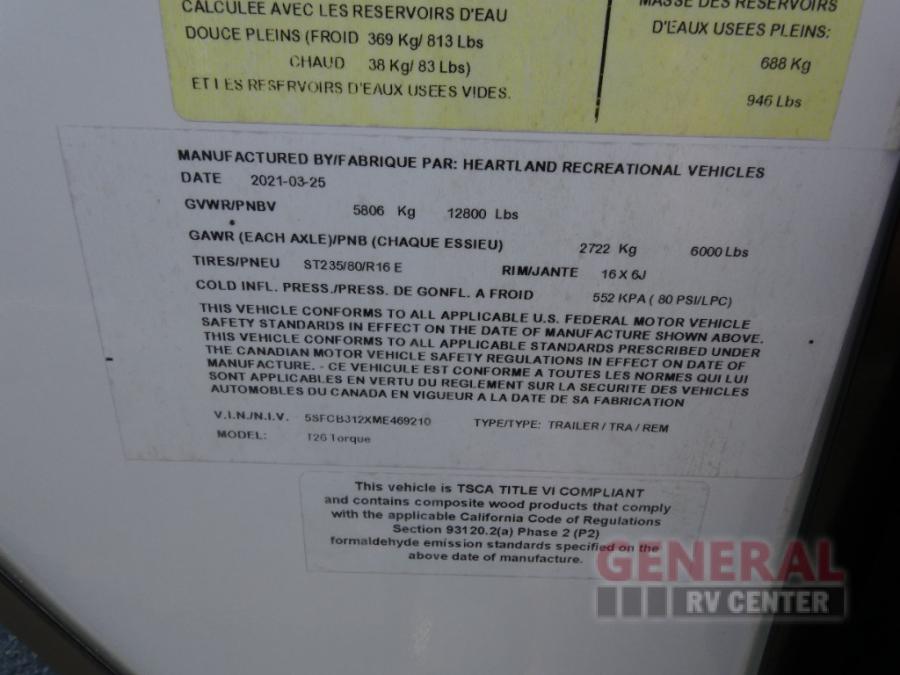 CALCULEE AVEC LES RESERVOIRS D'EAU
DOUCE PLEINS (FROID 369 Kg/ 813 Lbs
CHAUD 38 Kg/ 83 Lbs)
ET LES RESERVOIRS D'EAUX USEES VIDES.
MASSE DES RESERVOIRS
D'EAUX USEES PLEINS:
688 Kg
946 Lbs
MANUFACTURED BY/FABRIQUE PAR: HEARTLAND RECREATIONAL VEHICLES
DATE 2021-03-25
GVWR/PNBV 5806 Kg 12800 Lbs
GAWR (EACH AXLE)/PNB (CHAQUE ESSIEU) 2722 Kg 6000 Lbs
TIRES/PNEU ST235/80/R16 E RIM/JANTE 16 X 6J
COLD INFL. PRESS./PRESS. DE GONFL. A FROID 552 KPA ( 80 PSI/LPC)
THIS VEHICLE CONFORMS TO ALL APPLICABLE U.S. FEDERAL MOTOR VEHICLE
SAFETY STANDARDS IN EFFECT ON THE DATE OF MANUFACTURE SHOWN ABOVE.
THIS VEHICLE CONFORMS TO ALL APPLICABLE STANDARDS PRESCRIBED UNDER
THE CANADIAN MOTOR VEHICLE SAFETY REGULATIONS IN EFFECT ON DATE OF
MANUFACTURE. - CE VEHICULE EST CONFORME A TOUTES LES NORMES QUI LUI
SONT APPLICABLES EN VERTU DU REGLEMENT SUR LA SECURITE DES VEHICLES
AUTOMOBILES DU CANADA EN VIGUEUR A LA DATE DE SA FABRICATION
V.I.N./N.I.V. 5SFCB312XME469210 TYPE/TYPE: TRAILER / TRA / REM
MODEL: T26 Torque
This vehicle is TSCA TITLE VI COMPLIANT
and contains composite wood products that comply
with the applicable California Code of Regulations
Section 93120.2(a) Phase 2 (P2)
formaldehyde emission standards specified on the
above date of manufacture.
GENERAL
RV CENTER